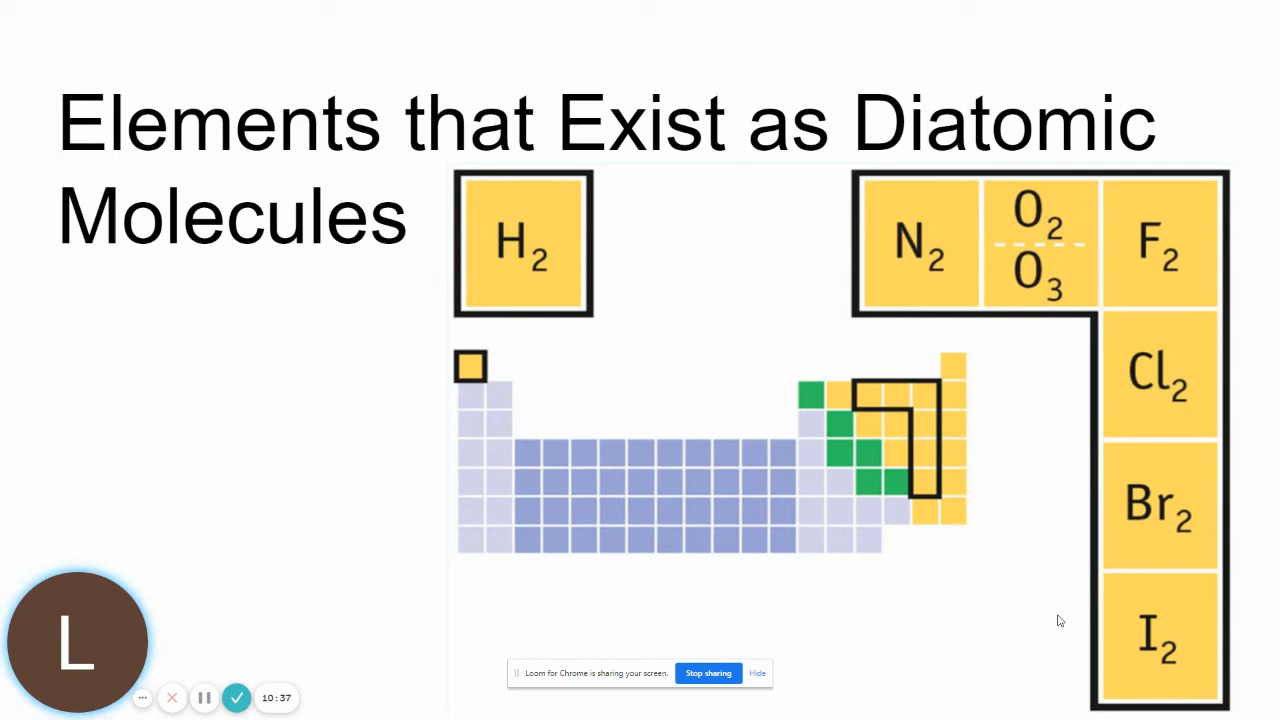 Elements that Exist as Diatomic
Molecules
H₂
N₂
O₂
O₃
F₂
Cl₂
Br₂
I₂
L
10:37
Loom for Chrome is sharing your screen. Stop sharing Hide